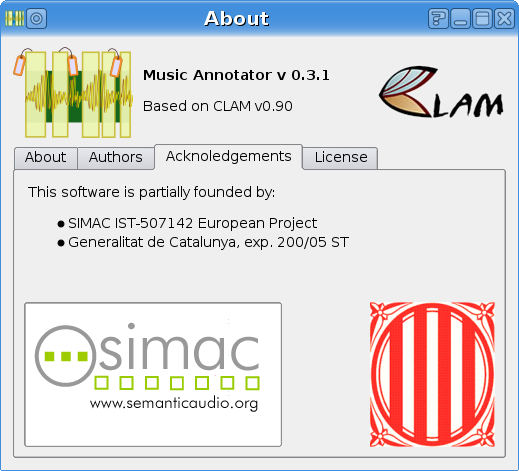 About
Music Annotator v 0.3.1
Based on CLAM v0.90
CLAM
About Authors Acknoledgements License
This software is partially founded by:
SIMAC IST-507142 European Project
Generalitat de Catalunya, exp. 200/05 ST
simac
www.semanticaudio.org